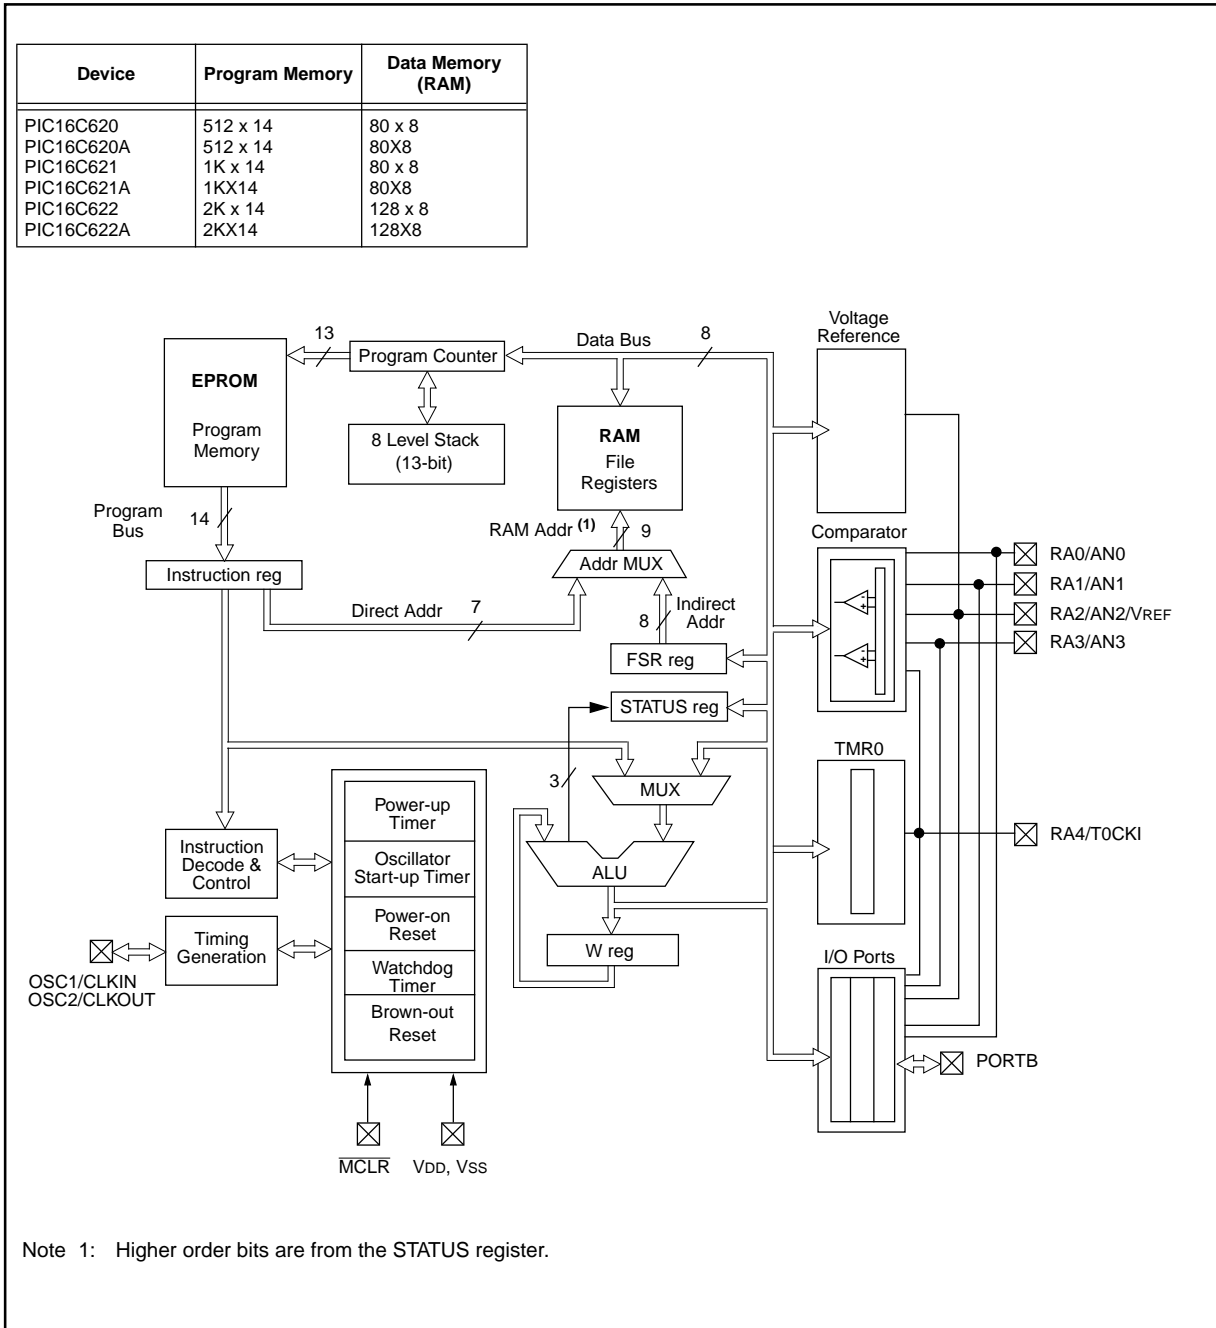 Device Program Memory Data Memory (RAM)
PIC16C620 512 x 14 80 x 8
PIC16C620A 512 x 14 80X8
PIC16C621 1K x 14 80 x 8
PIC16C621A 1KX14 80X8
PIC16C622 2K x 14 128 x 8
PIC16C622A 2KX14 128X8
EPROM
Program
Memory
13
Program Counter
8 Level Stack
(13-bit)
Data Bus
8
RAM
File
Registers
Voltage
Reference
Program
Bus
14
RAM Addr (1)
9
Addr MUX
Instruction reg
Direct Addr
7
8
Indirect
Addr
FSR reg
STATUS reg
Comparator
-
+
-
+
RA0/AN0
RA1/AN1
RA2/AN2/VREF
RA3/AN3
3
MUX
ALU
W reg
TMR0
RA4/T0CKI
Instruction
Decode &
Control
Timing
Generation
OSC1/CLKIN
OSC2/CLKOUT
Power-up
Timer
Oscillator
Start-up Timer
Power-on
Reset
Watchdog
Timer
Brown-out
Reset
I/O Ports
PORTB
MCLR
VDD, VSS
Note 1: Higher order bits are from the STATUS register.